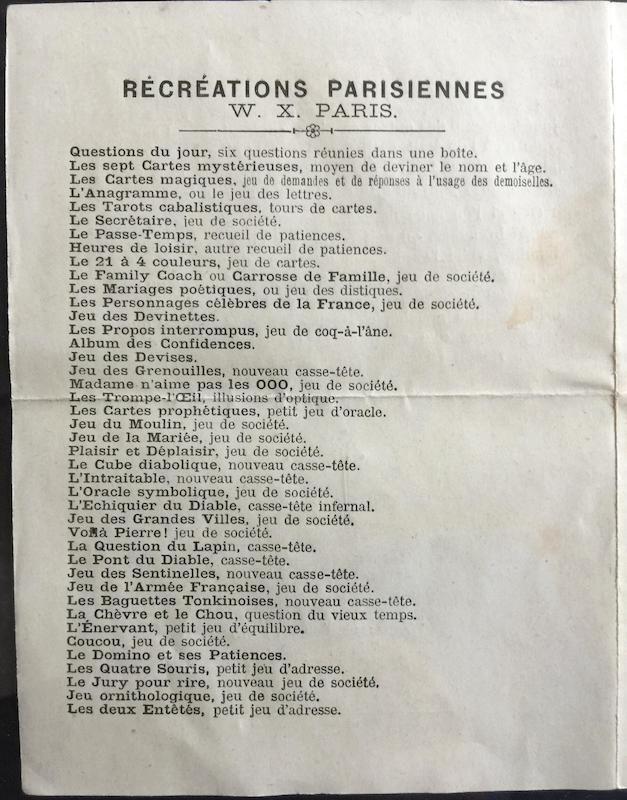 RÉCRÉATIONS PARISIENNES
W. X. PARIS.
Questions du jour, six questions réunies dans une boîte.
Les sept Cartes mystérieuses, moyen de deviner le nom et l'âge.
Les Cartes magiques, jeu de demandes et de réponses à l'usage des demoiselles.
L'Anagramme, ou le jeu des lettres.
Les Tarots cabalistiques, tours de cartes.
Le Secrétaire, jeu de société.
Le Passe-Temps, recueil de patiences.
Heures de loisir, autre recueil de patiences.
Le 21 à 4 couleurs, jeu de cartes.
Le Family Coach ou Carrosse de Famille, jeu de société.
Les Mariages poétiques, ou jeu des distiques.
Les Personnages célèbres de la France, jeu de société.
Jeu des Devinettes.
Les Propos interrompus, jeu de coq-à-l'âne.
Album des Confidences.
Jeu des Devises.
Jeu des Grenouilles, nouveau casse-tête.
Madame n'aime pas les OOO, jeu de société.
Les Trompe-l'Œil, illusions d'optique.
Les Cartes prophétiques, petit jeu d'oracle.
Jeu du Moulin, jeu de société.
Jeu de la Mariée, jeu de société.
Plaisir et Déplaisir, jeu de société.
Le Cube diabolique, nouveau casse-tête.
L'Intraitable, nouveau casse-tête.
L'Oracle symbolique, jeu de société.
L'Echiquier du Diable, casse-tête infernal.
Jeu des Grandes Villes, jeu de société.
Pierre! jeu de société.
La Question du Lapin, casse-tête.
Le Pont du Diable, casse-tête.
Jeu des Sentinelles, nouveau casse-tête.
Jeu de l'Armée Française, jeu de société.
Les Baguettes Tonkinoises, nouveau casse-tête.
La Chèvre et le Chou, question du vieux temps.
L'Énervant, petit jeu d'équilibre.
Coucou, jeu de société.
Le Domino et ses Patiences.
Les Quatre Souris, petit jeu d'adresse.
Le Jury pour rire, nouveau jeu de société.
Jeu ornithologique, jeu de société.
Les deux Entêtés, petit jeu d'adresse.